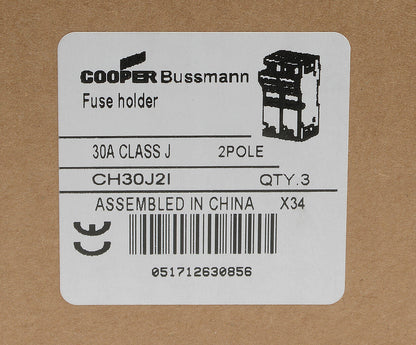 COOPER Bussmann
Fuse holder
30A CLASS J 2POLE
CH30J2I QTY.3
ASSEMBLED IN CHINA X34
CE
051712630856